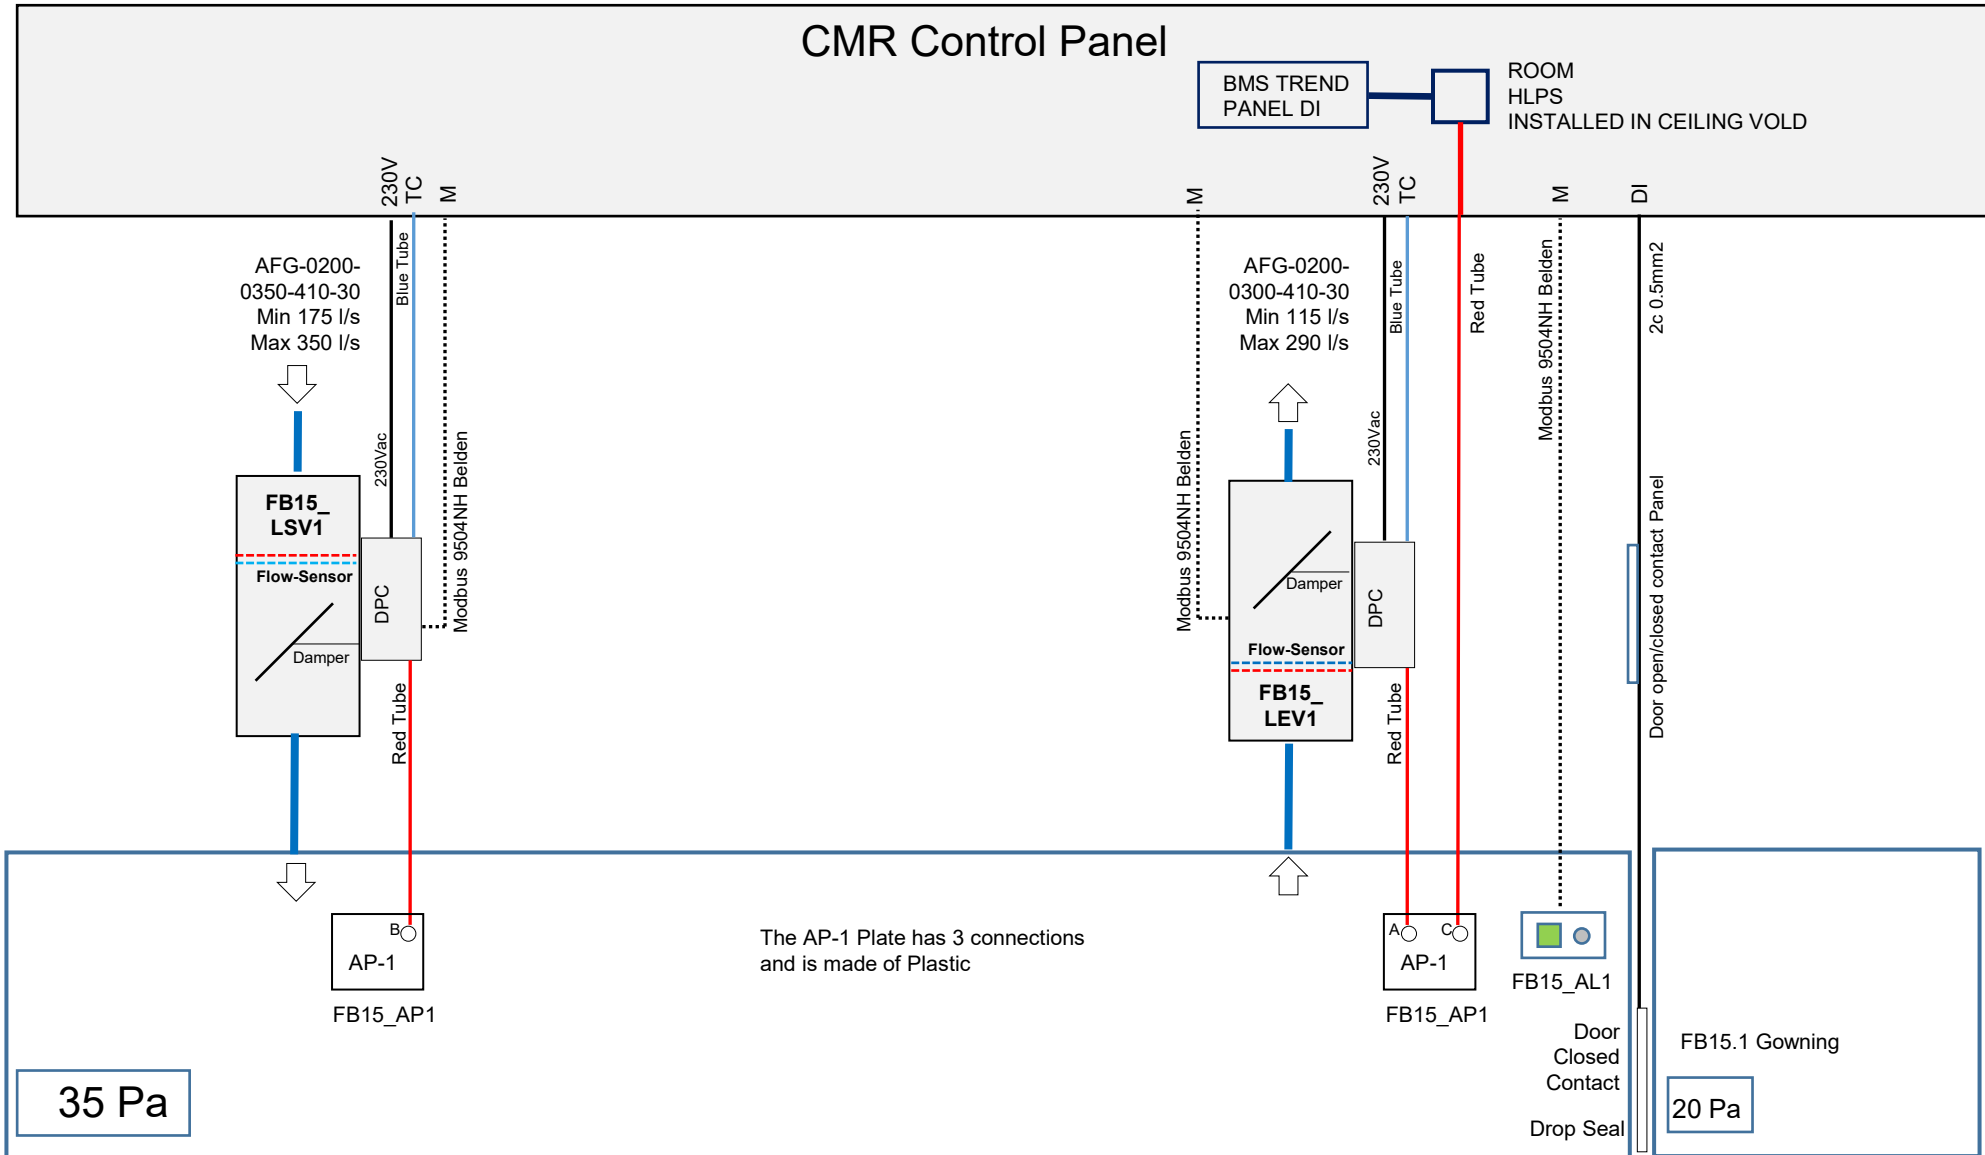 CMR Control Panel
BMS TREND
PANEL DI
ROOM
HLPS
INSTALLED IN CEILING VOLD
230V
TC
M
M
230V
TC
M
DI
AFG-0200-
0350-410-30
Min 175 l/s
Max 350 l/s
Blue Tube
230Vac
Modbus 9504NH Belden
FB15_
LSV1
Flow-Sensor
Damper
DPC
Red Tube
AFG-0200-
0300-410-30
Min 115 l/s
Max 290 l/s
Blue Tube
230Vac
Modbus 9504NH Belden
Red Tube
Modbus 9504NH Belden
2c 0.5mm2
Door open/closed contact Panel
Damper
DPC
Flow-Sensor
FB15_
LEV1
Red Tube
B
AP-1
FB15_AP1
The AP-1 Plate has 3 connections
and is made of Plastic
A
C
AP-1
FB15_AP1
FB15_AL1
Door
Closed
Contact
Drop Seal
FB15.1 Gowning
35 Pa
20 Pa